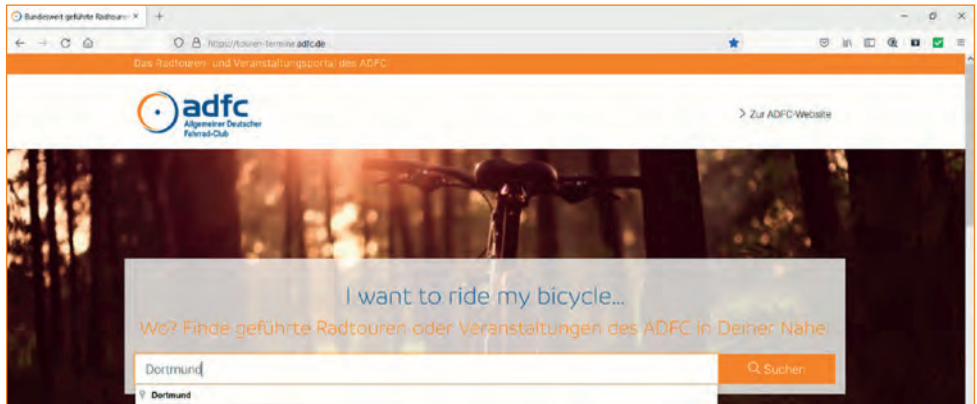 Bundesweit geführte Radtouren
https://touren-termine.adfc.de
Das Radtouren- und Veranstaltungsportal des ADFC
adfc
Allgemeiner Deutscher
Fahrrad-Club
Zur ADFC-Website
I want to ride my bicycle...
Wo? Finde geführte Radtouren oder Veranstaltungen des ADFC in Deiner Nähe!
Dortmund
Suchen
Dortmund